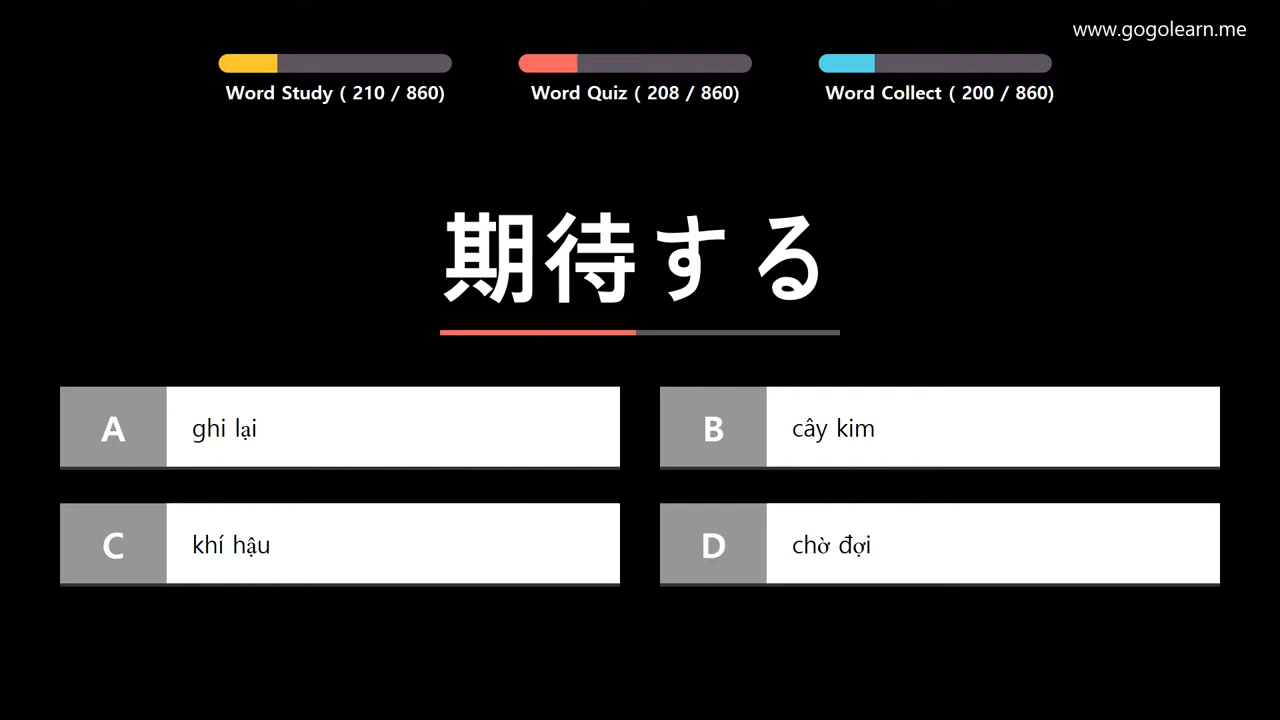 www.gogolearn.me
Word Study ( 210 / 860)
Word Quiz ( 208 / 860)
Word Collect ( 200 / 860)
期待する
A ghi lại
B cây kim
C khí hậu
D chờ đợi